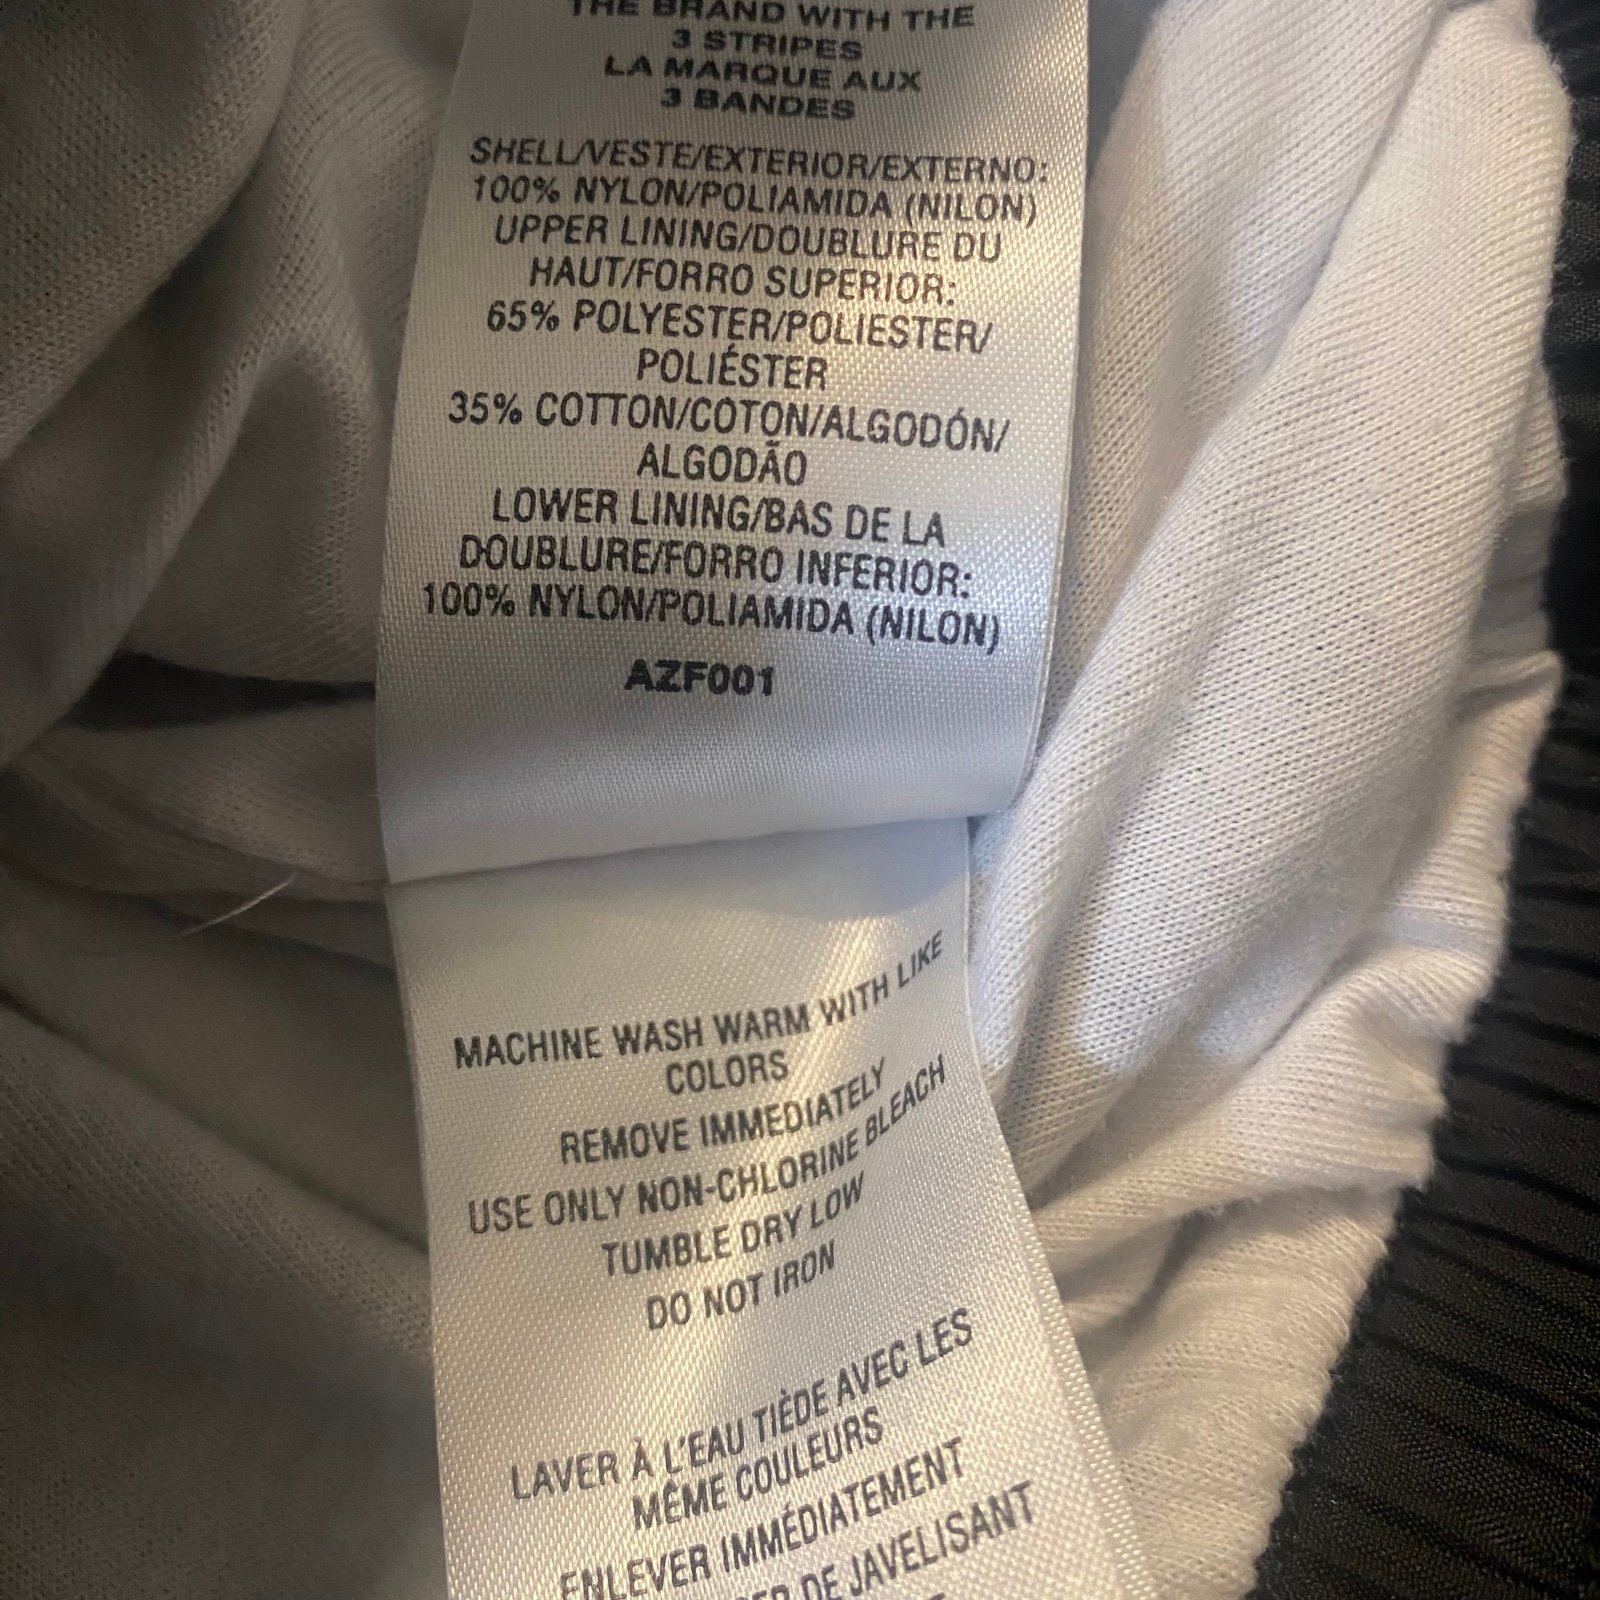 THE BRAND WITH THE
3 STRIPES
LA MARQUE AUX
3 BANDES
SHELL/VESTE/EXTERIOR/EXTERNO:
100% NYLON/POLIAMIDA (NILON)
UPPER LINING/DOUBLURE DU
HAUT/FORRO SUPERIOR:
65% POLYESTER/POLIESTER/
POLIÉSTER
35% COTTON/COTON/ALGODÓN/
ALGODÃO
LOWER LINING/BAS DE LA
DOUBLURE/FORRO INFERIOR:
100% NYLON/POLIAMIDA (NILON)
AZF001
MACHINE WASH WARM WITH LIKE
COLORS
REMOVE IMMEDIATELY
USE ONLY NON-CHLORINE BLEACH
TUMBLE DRY LOW
DO NOT IRON
LAVER À L'EAU TIÈDE AVEC LES
MÊME COULEURS
ENLEVER IMMÉDIATEMENT
DE JAVELISANT